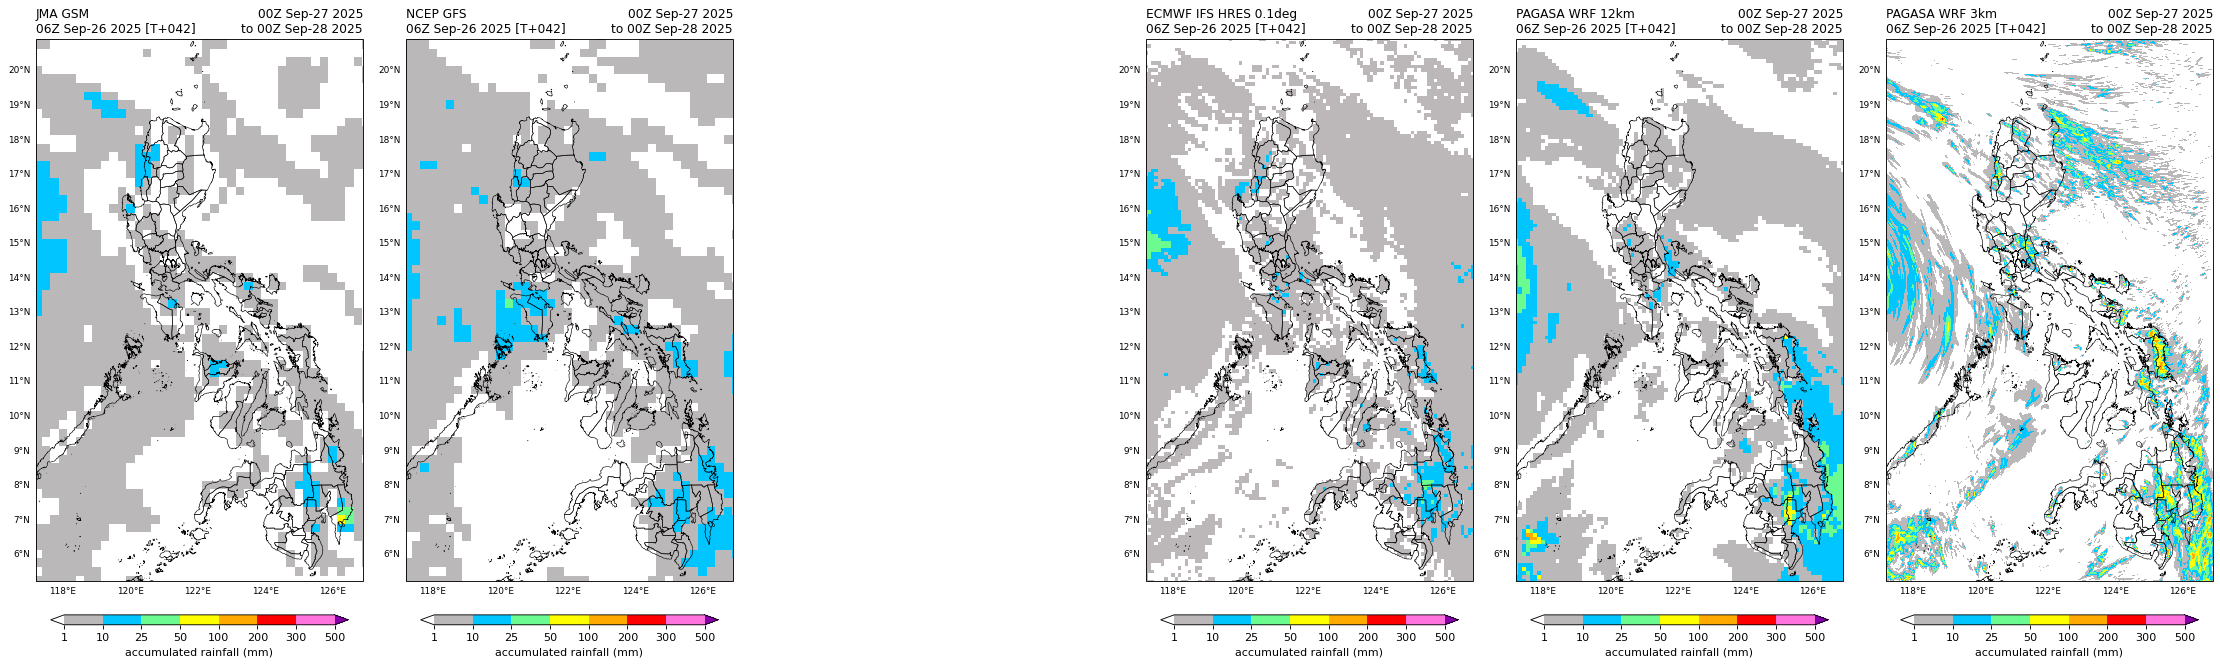 JMA GSM 00Z Sep-27 2025
06Z Sep-26 2025 [T+042] to 00Z Sep-28 2025
20°N
19°N
18°N
17°N
16°N
15°N
14°N
13°N
12°N
11°N
10°N
9°N
8°N
7°N
6°N
118°E 120°E 122°E 124°E 126°E
1 10 25 50 100 200 300 500
accumulated rainfall (mm)
NCEP GFS 00Z Sep-27 2025
06Z Sep-26 2025 [T+042] to 00Z Sep-28 2025
20°N
19°N
18°N
17°N
16°N
15°N
14°N
13°N
12°N
11°N
10°N
9°N
8°N
7°N
6°N
118°E 120°E 122°E 124°E 126°E
1 10 25 50 100 200 300 500
accumulated rainfall (mm)
ECMWF IFS HRES 0.1deg 00Z Sep-27 2025
06Z Sep-26 2025 [T+042] to 00Z Sep-28 2025
20°N
19°N
18°N
17°N
16°N
15°N
14°N
13°N
12°N
11°N
10°N
9°N
8°N
7°N
6°N
118°E 120°E 122°E 124°E 126°E
1 10 25 50 100 200 300 500
accumulated rainfall (mm)
PAGASA WRF 12km 00Z Sep-27 2025
06Z Sep-26 2025 [T+042] to 00Z Sep-28 2025
20°N
19°N
18°N
17°N
16°N
15°N
14°N
13°N
12°N
11°N
10°N
9°N
8°N
7°N
6°N
118°E 120°E 122°E 124°E 126°E
1 10 25 50 100 200 300 500
accumulated rainfall (mm)
PAGASA WRF 3km 00Z Sep-27 2025
06Z Sep-26 2025 [T+042] to 00Z Sep-28 2025
20°N
19°N
18°N
17°N
16°N
15°N
14°N
13°N
12°N
11°N
10°N
9°N
8°N
7°N
6°N
118°E 120°E 122°E 124°E 126°E
1 10 25 50 100 200 300 500
accumulated rainfall (mm)